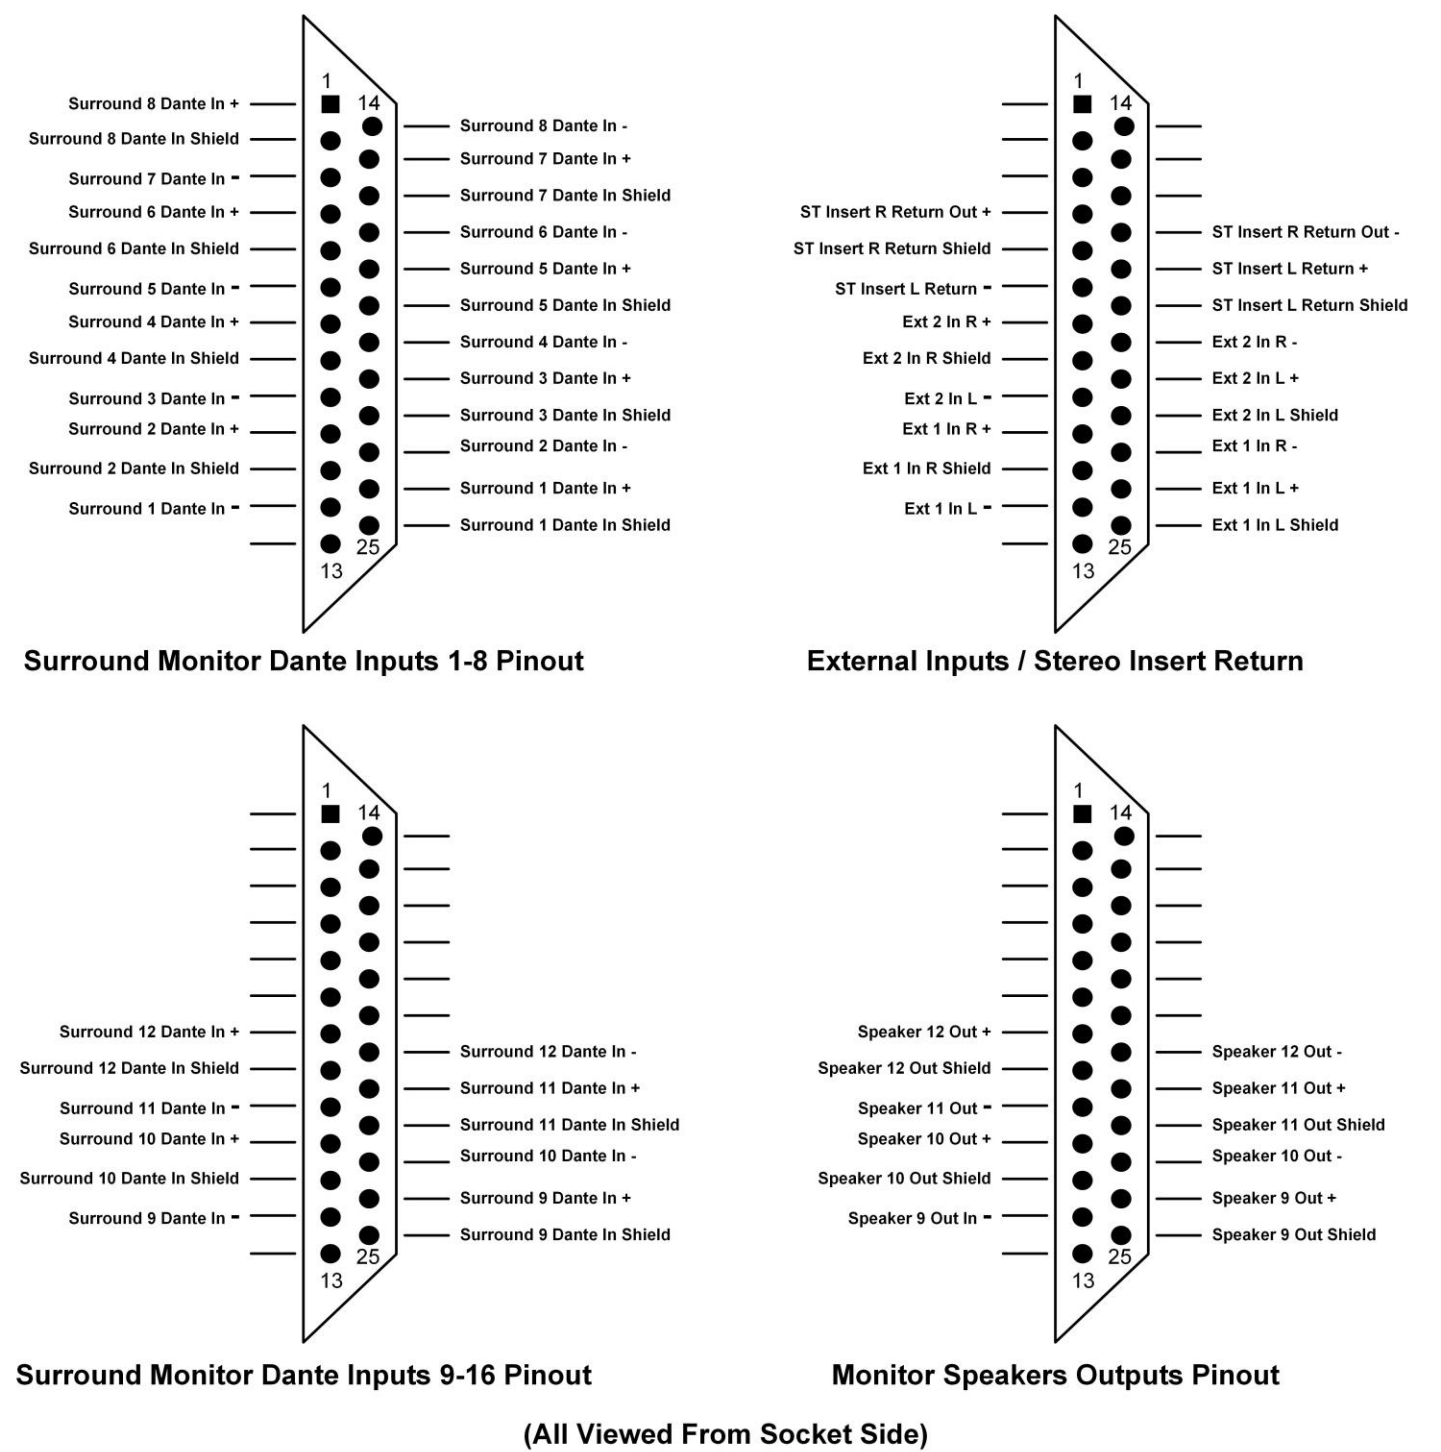 1
14
Surround 8 Dante In +
Surround 8 Dante In Shield
Surround 7 Dante In -
Surround 6 Dante In +
Surround 6 Dante In Shield
Surround 5 Dante In -
Surround 4 Dante In +
Surround 4 Dante In Shield
Surround 3 Dante In -
Surround 2 Dante In +
Surround 2 Dante In Shield
Surround 1 Dante In -
Surround 8 Dante In -
Surround 7 Dante In +
Surround 7 Dante In Shield
Surround 6 Dante In -
Surround 5 Dante In +
Surround 5 Dante In Shield
Surround 4 Dante In -
Surround 3 Dante In +
Surround 3 Dante In Shield
Surround 2 Dante In -
Surround 1 Dante In +
Surround 1 Dante In Shield
25
13
Surround Monitor Dante Inputs 1-8 Pinout
1
14
ST Insert R Return Out +
ST Insert R Return Shield
ST Insert L Return -
Ext 2 In R +
Ext 2 In R Shield
Ext 2 In L -
Ext 1 In R +
Ext 1 In R Shield
Ext 1 In L -
ST Insert R Return Out -
ST Insert L Return +
ST Insert L Return Shield
Ext 2 In R -
Ext 2 In L +
Ext 2 In L Shield
Ext 1 In R -
Ext 1 In L +
Ext 1 In L Shield
25
13
External Inputs / Stereo Insert Return
1
14
Surround 12 Dante In +
Surround 12 Dante In Shield
Surround 11 Dante In -
Surround 10 Dante In +
Surround 10 Dante In Shield
Surround 9 Dante In -
Surround 12 Dante In -
Surround 11 Dante In +
Surround 11 Dante In Shield
Surround 10 Dante In -
Surround 9 Dante In +
Surround 9 Dante In Shield
25
13
Surround Monitor Dante Inputs 9-16 Pinout
1
14
Speaker 12 Out +
Speaker 12 Out Shield
Speaker 11 Out -
Speaker 10 Out +
Speaker 10 Out Shield
Speaker 9 Out In -
Speaker 12 Out -
Speaker 11 Out +
Speaker 11 Out Shield
Speaker 10 Out -
Speaker 9 Out +
Speaker 9 Out Shield
25
13
Monitor Speakers Outputs Pinout
(All Viewed From Socket Side)